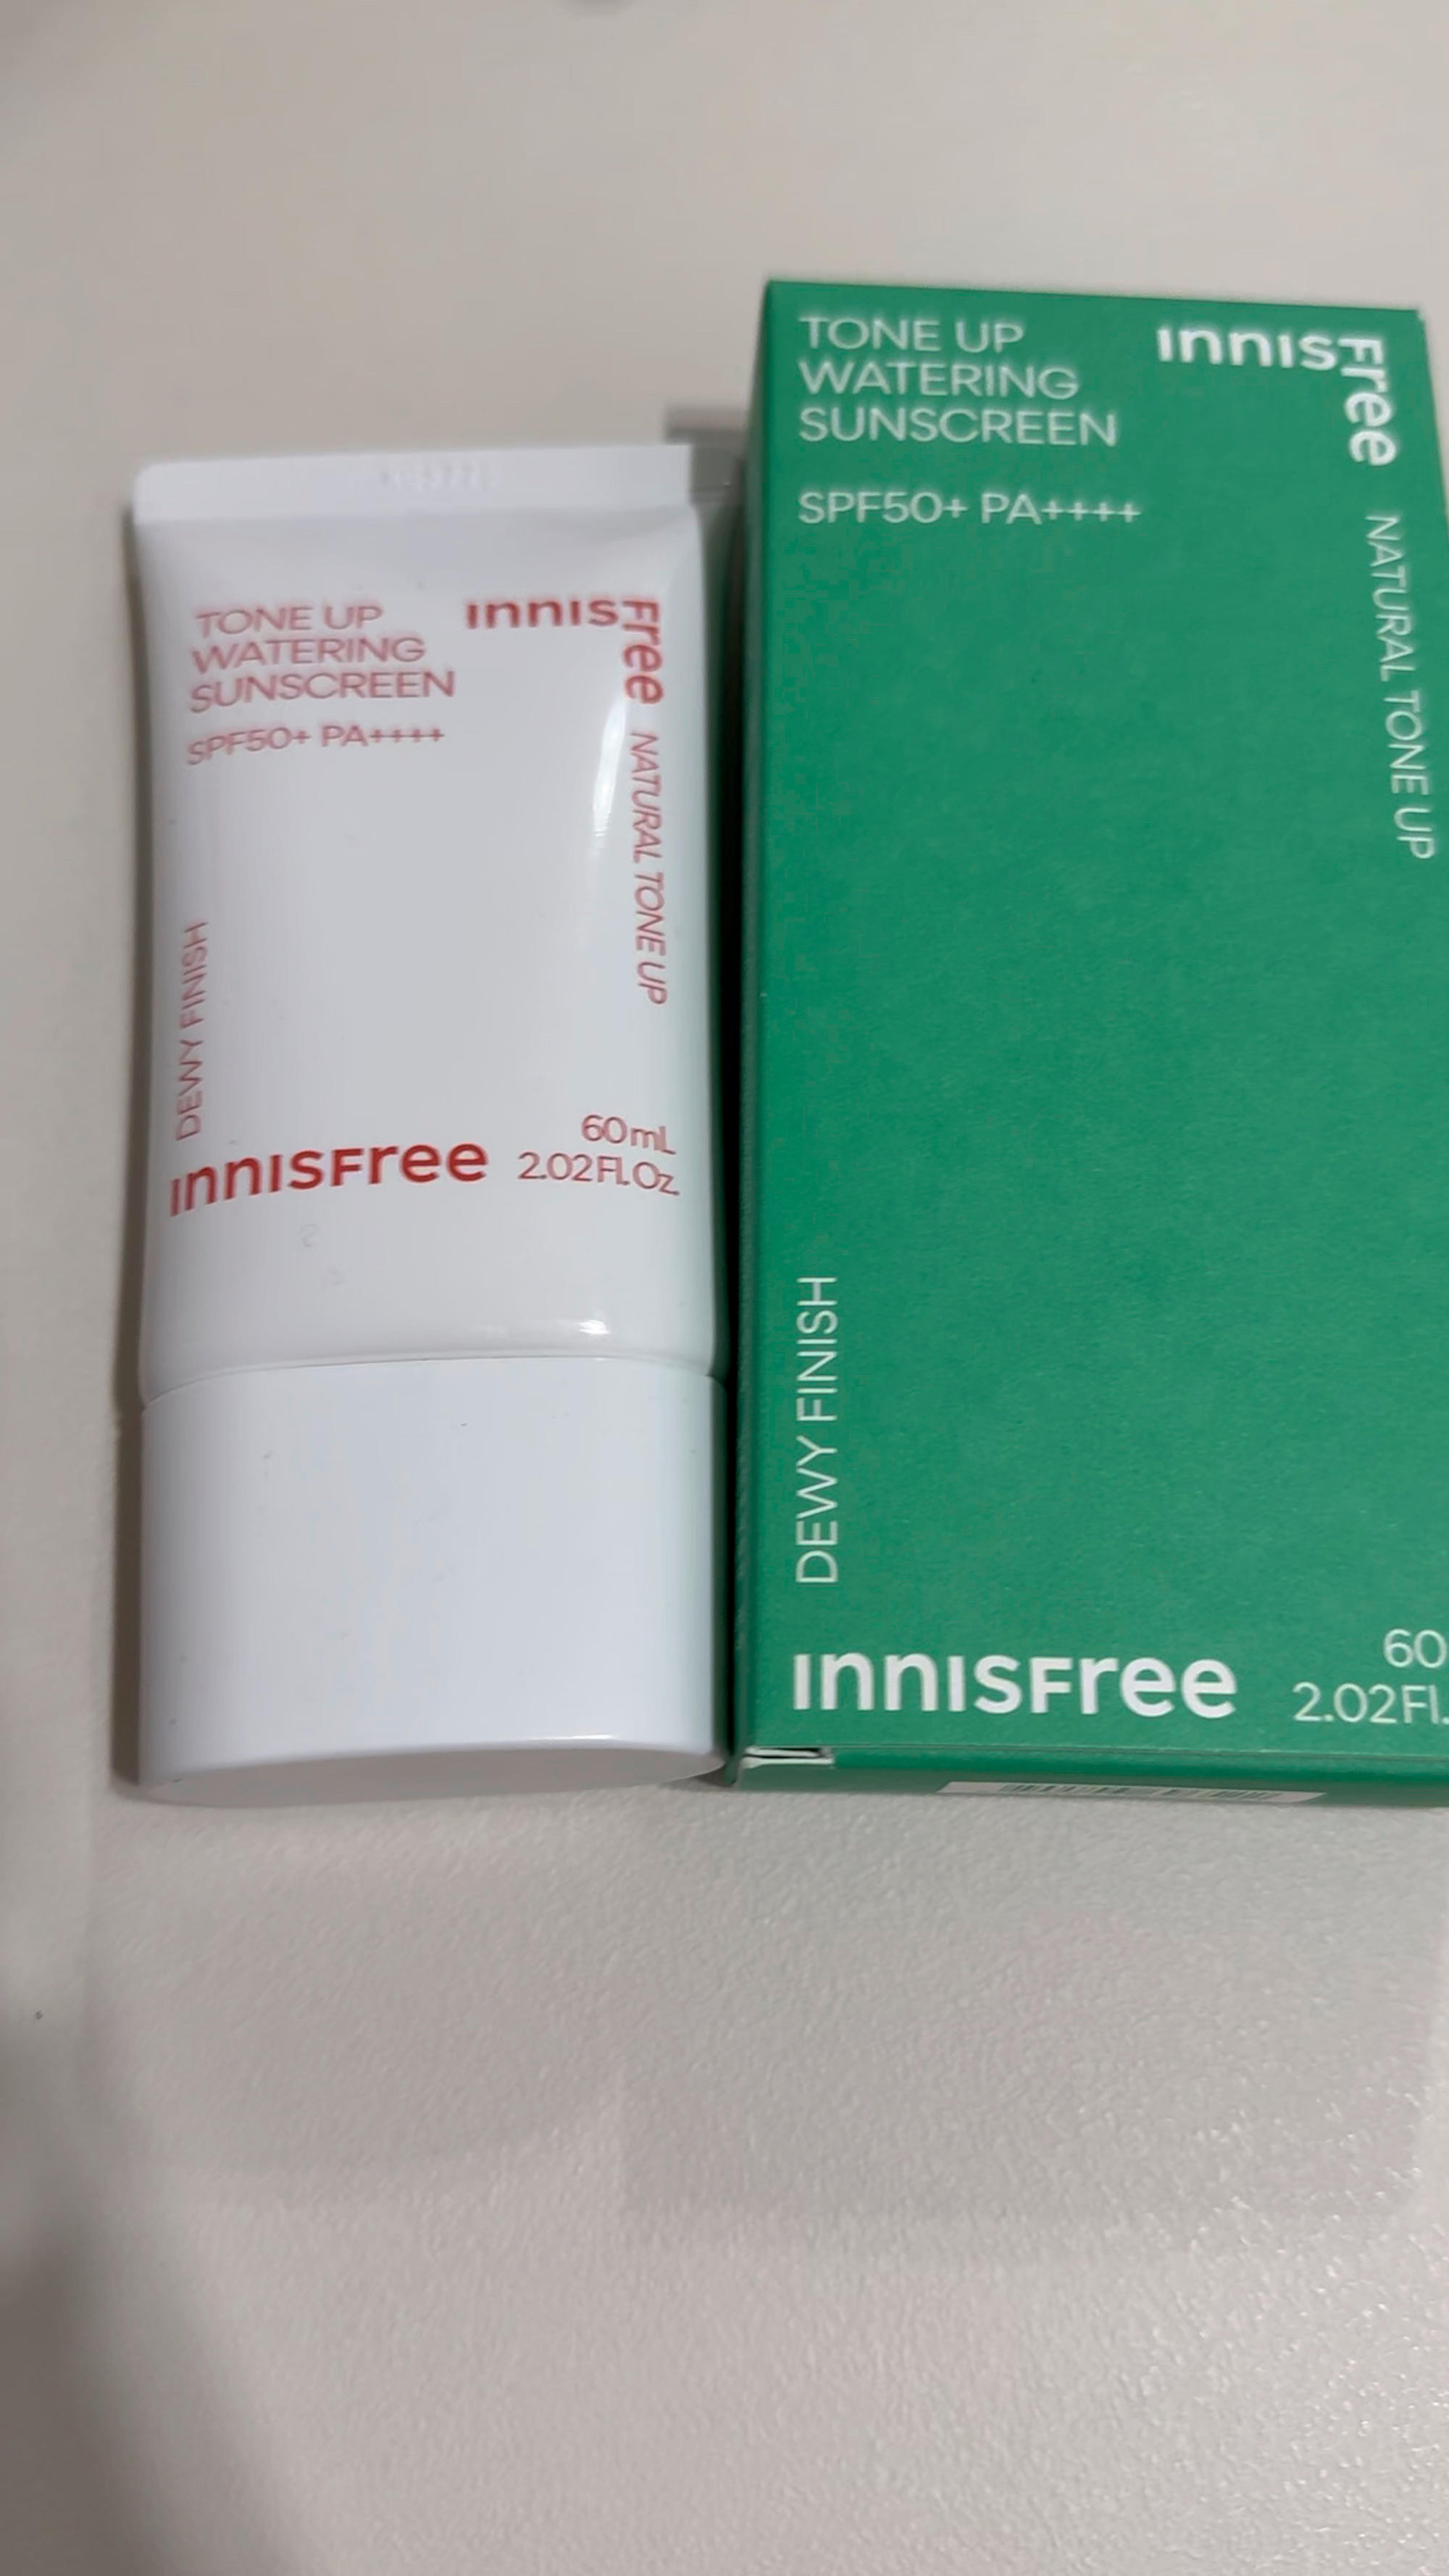 TONE UP
WATERING
SUNSCREEN
SPF50+ PA++++
INNISFree
NATURAL TONE UP
DEWY FINISH
INNISFree
60mL
2.02Fl.Oz.
TONE UP
WATERING
SUNSCREEN
SPF50+ PA++++
INNISFree
NATURAL TONE UP
DEWY FINISH
INNISFree
60
2.02Fl.